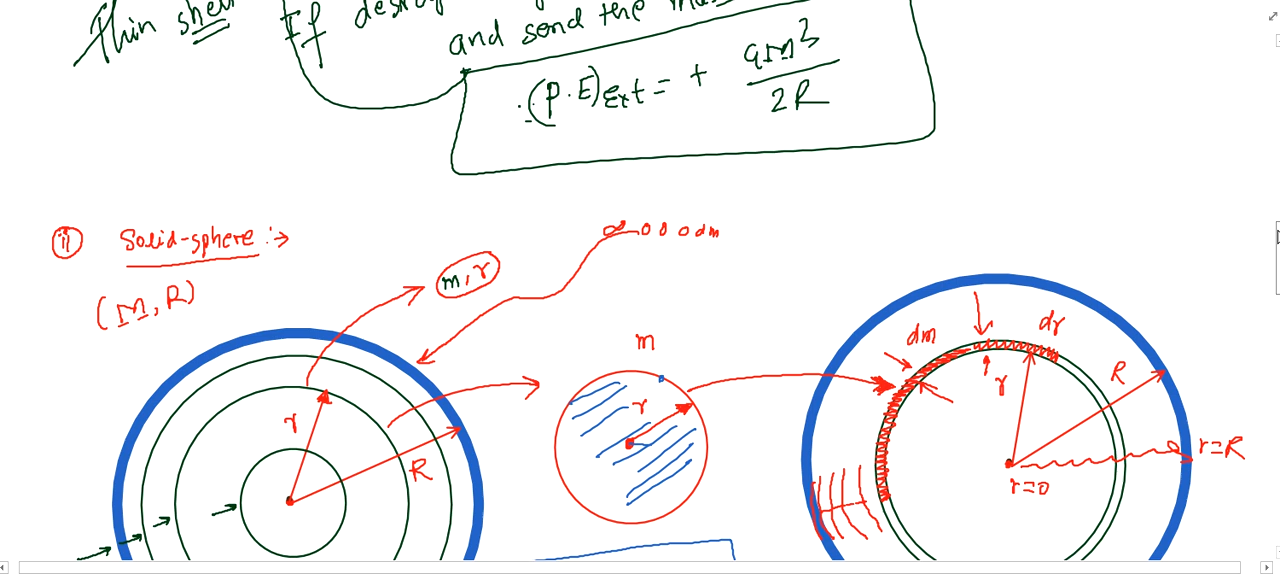 Thin shell If destroy
and send the
(P.E)Ext = + GM²/2R
ii) Solid-sphere :→
(M, R)
m, r
dm
m
r
r
R
dm
dr
r
R
r=0
r=R